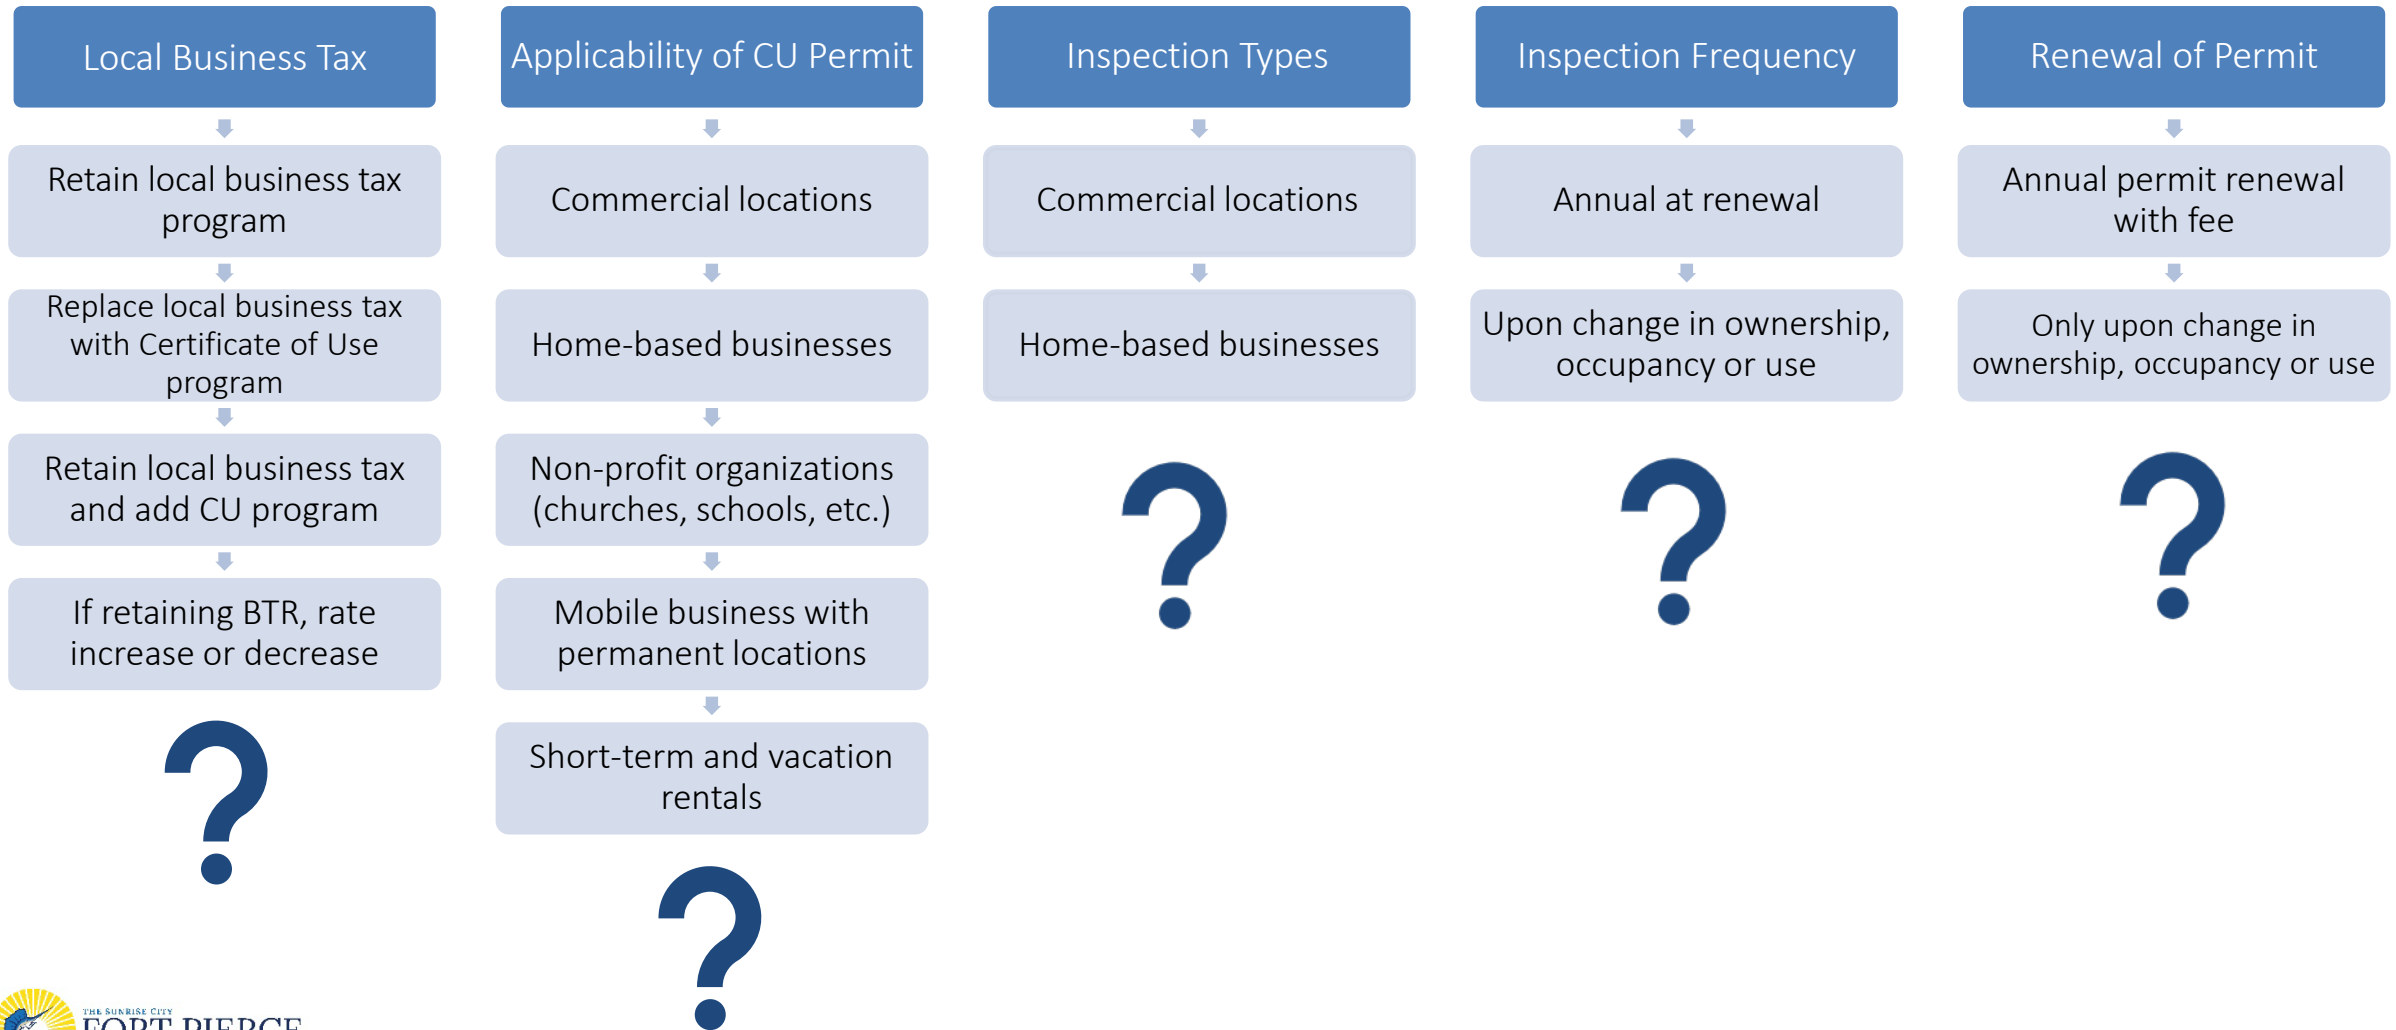 Local Business Tax
Retain local business tax
program
Replace local business tax
with Certificate of Use
program
Retain local business tax
and add CU program
If retaining BTR, rate
increase or decrease
?
Applicability of CU Permit
Commercial locations
Home-based businesses
Non-profit organizations
(churches, schools, etc.)
Mobile business with
permanent locations
Short-term and vacation
rentals
?
Inspection Types
Commercial locations
Home-based businesses
?
Inspection Frequency
Annual at renewal
Upon change in ownership,
occupancy or use
?
Renewal of Permit
Annual permit renewal
with fee
Only upon change in
ownership, occupancy or use
?
THE SUNRISE CITY
FORT PIERCE